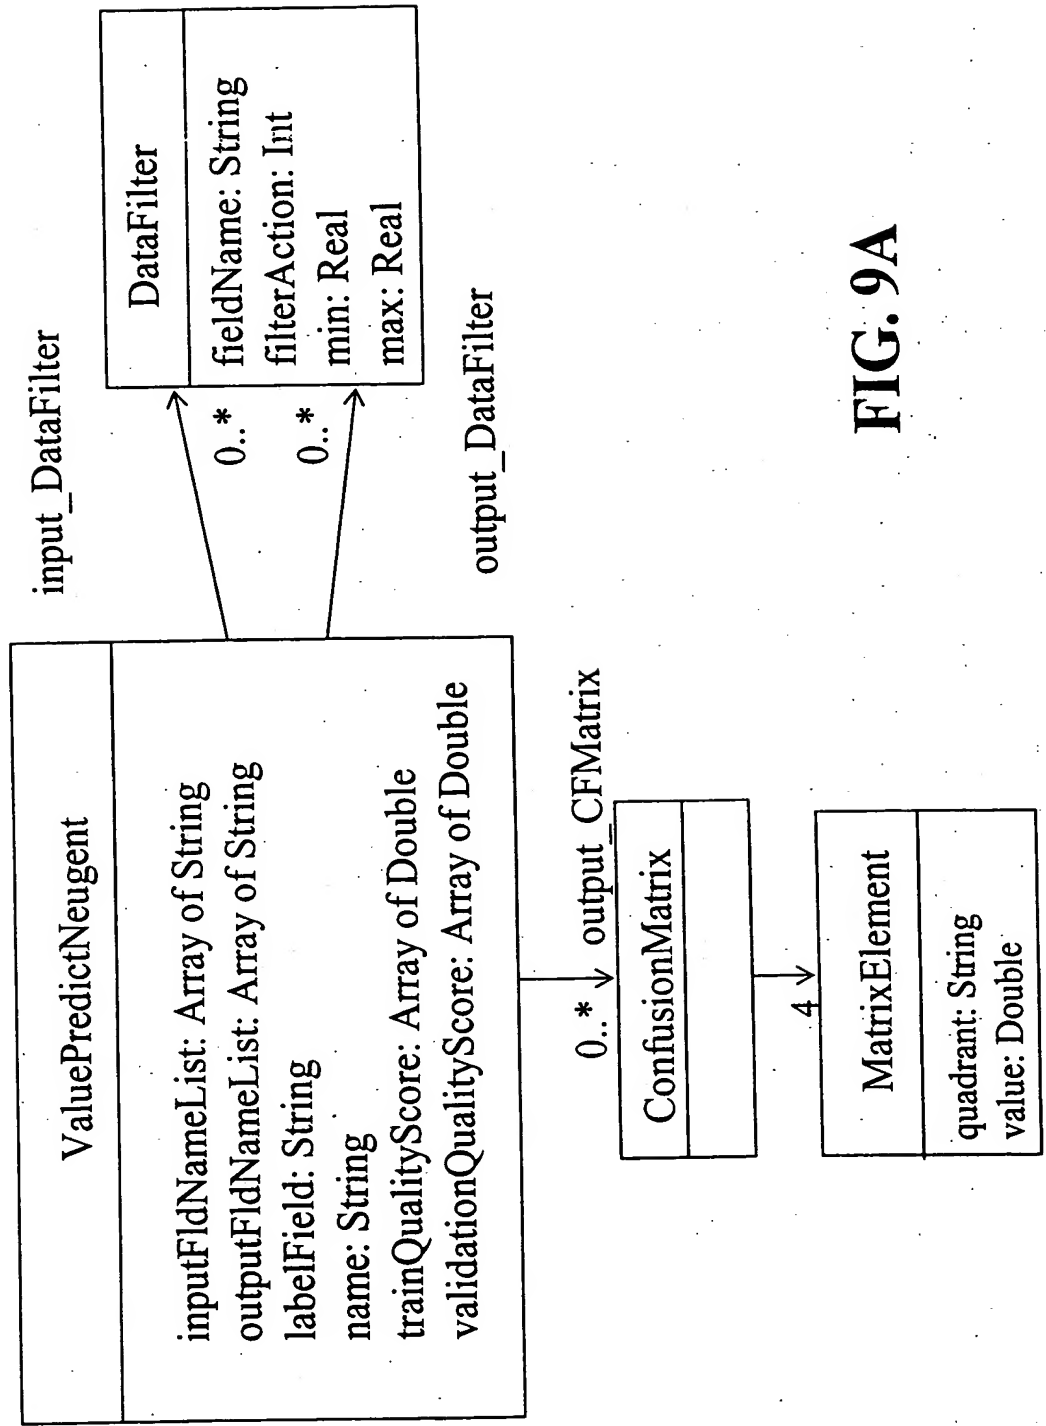 ValuePredictNeugent
inputFldNameList: Array of String
outputFldNameList: Array of String
labelField: String
name: String
trainQualityScore: Array of Double
validationQualityScore: Array of Double
input_DataFilter
0..*
0..*
output_DataFilter
DataFilter
fieldName: String
filterAction: Int
min: Real
max: Real
0..* output_CFMatrix
ConfusionMatrix
4
MatrixElement
quadrant: String
value: Double
FIG. 9A